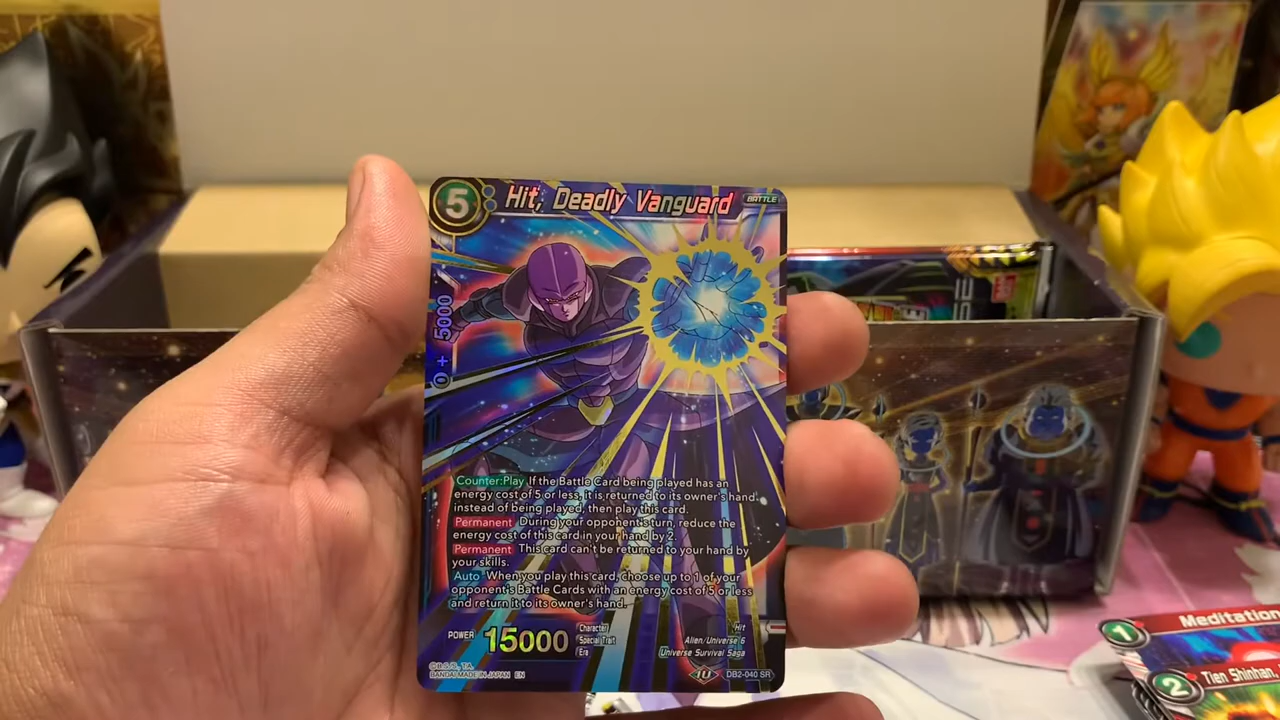 5
Hit, Deadly Vanguard
BATTLE
0 + 5000
Counter:Play If the Battle Card being played has an
energy cost of 5 or less, it is returned to its owner's hand
instead of being played, then play this card.
Permanent During your opponent's turn, reduce the
energy cost of this card in your hand by 2.
Permanent This card can't be returned to your hand by
your skills.
Auto When you play this card, choose up to 1 of your
opponent's Battle Cards with an energy cost of 5 or less
and return it to its owner's hand.
POWER 15000
Character Hit
Special Trait Alien/Universe 6
Era Universe Survival Saga
©B.S./S., T.A.
BANDAI MADE IN JAPAN EN
DB2-040 SR
1 Meditation
2 Tien Shinhan,